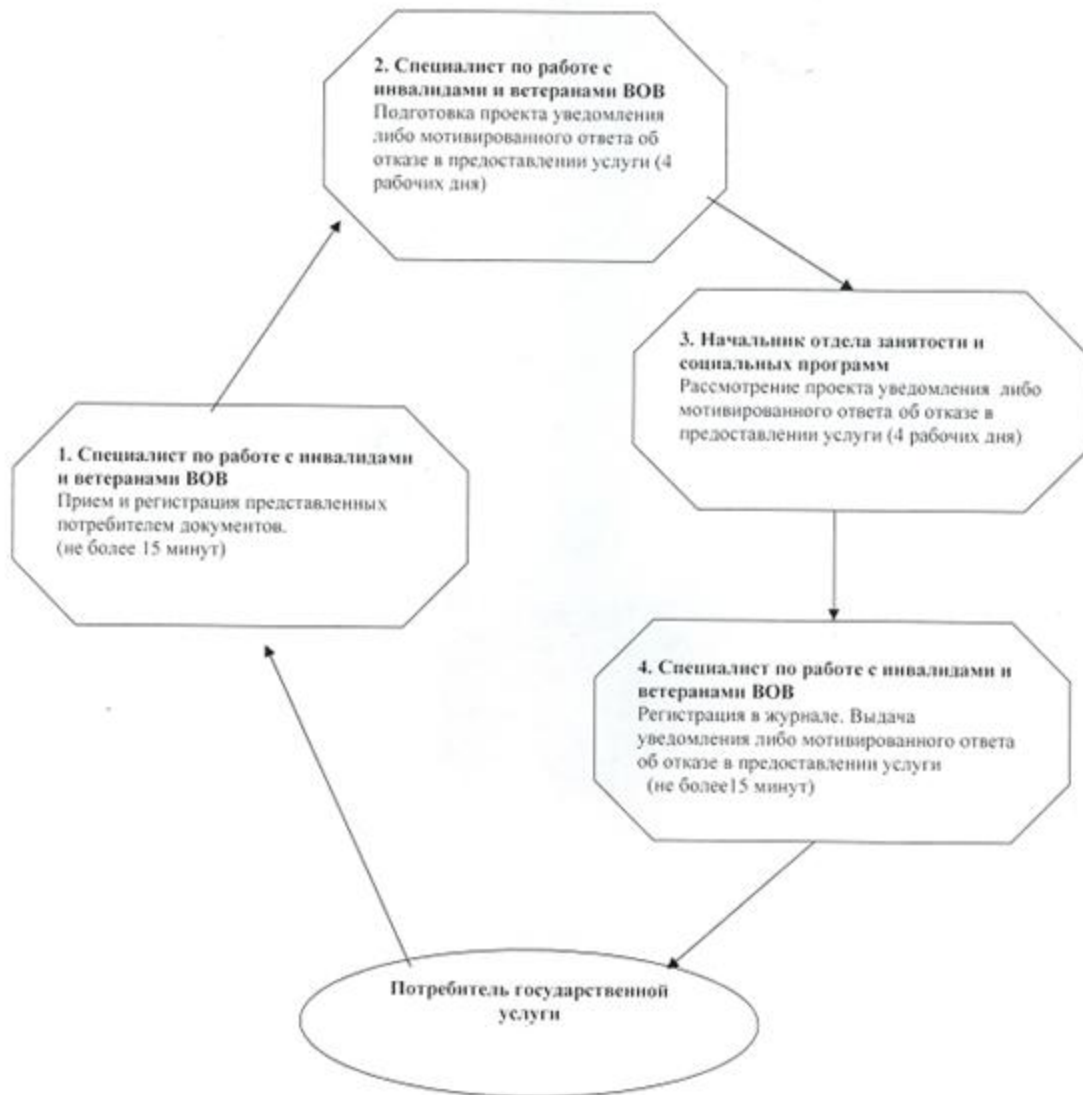 2. Специалист по работе с
инвалидами и ветеранами ВОВ
Подготовка проекта уведомления
либо мотивированного ответа об
отказе в предоставлении услуги (4
рабочих дня)
3. Начальник отдела занятости и
социальных программ
Рассмотрение проекта уведомления либо
мотивированного ответа об отказе в
предоставлении услуги (4 рабочих дня)
1. Специалист по работе с инвалидами
и ветеранами ВОВ
Прием и регистрация представленных
потребителем документов.
(не более 15 минут)
4. Специалист по работе с инвалидами и
ветеранами ВОВ
Регистрация в журнале. Выдача
уведомления либо мотивированного ответа
об отказе в предоставлении услуги
(не более15 минут)
Потребитель государственной
услуги